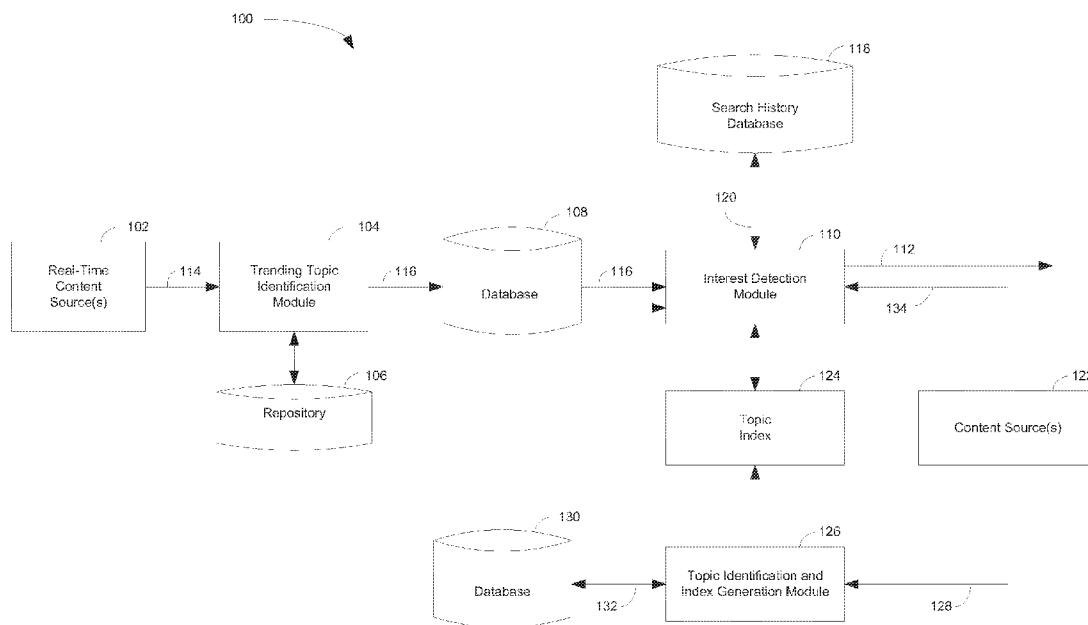 100
118
Search History
Database
120
102
104
108
110
Real-Time
Content
Source(s)
114
Trending Topic
Identification
Module
116
Database
116
Interest Detection
Module
112
134
106
Repository
124
Topic
Index
122
Content Source(s)
130
Database
132
126
Topic Identification and
Index Generation Module
128